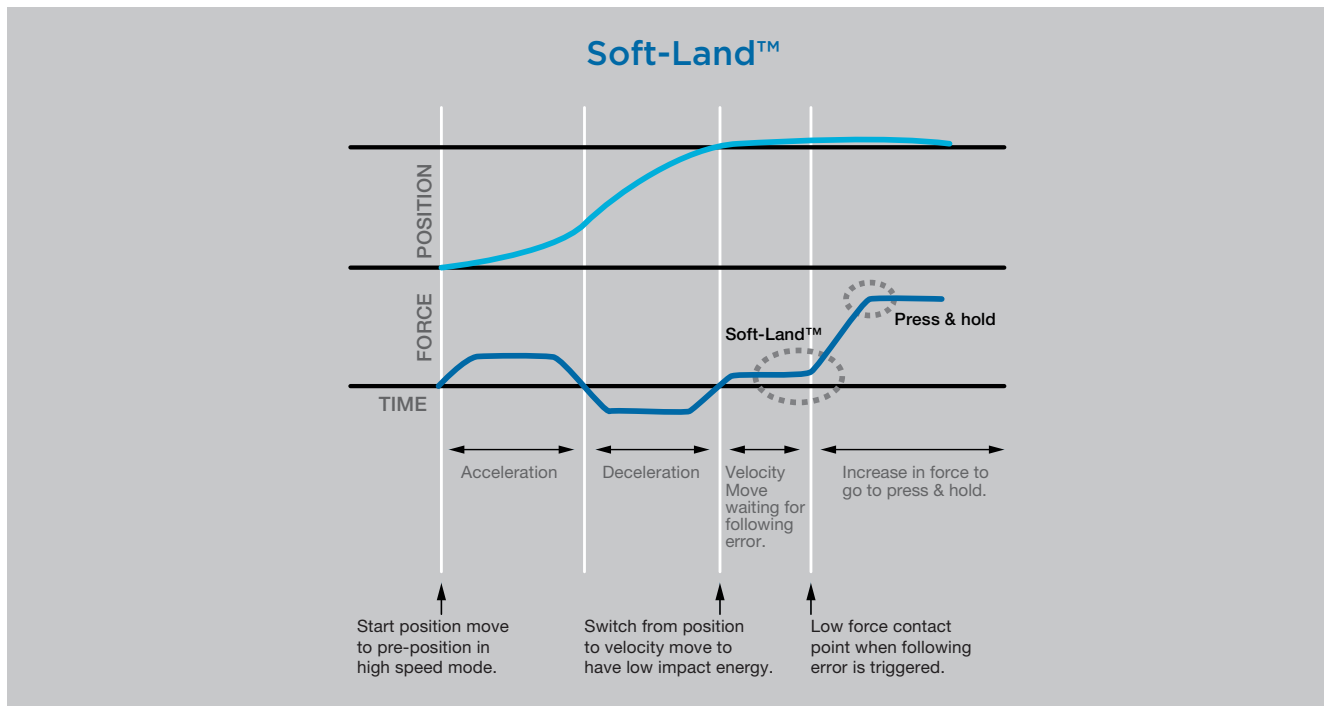 Soft-Land™
POSITION
FORCE
Soft-Land™
Press & hold
TIME
Acceleration
Deceleration
Velocity
Move
waiting for
following
error.
Increase in force to
go to press & hold.
Start position move
to pre-position in
high speed mode.
Switch from position
to velocity move to
have low impact energy.
Low force contact
point when following
error is triggered.